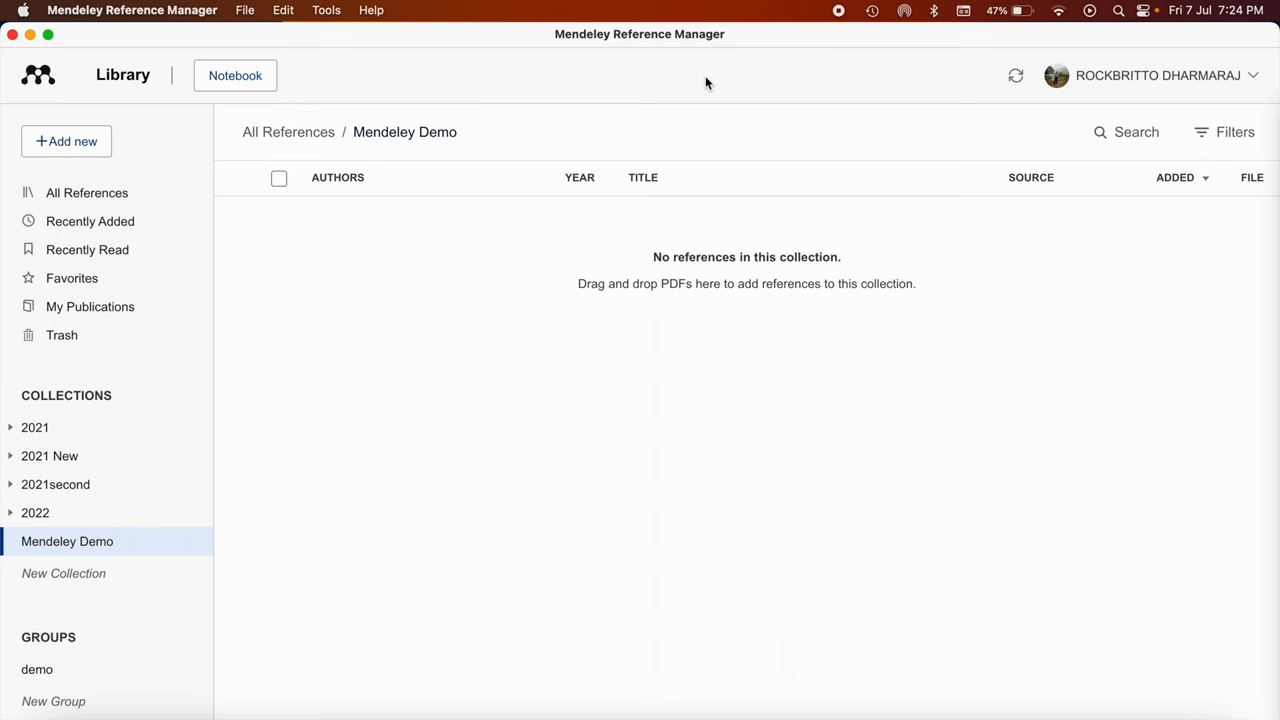 Mendeley Reference Manager File Edit Tools Help 47% Fri 7 Jul 7:24 PM
Mendeley Reference Manager
Library Notebook ROCKBRITTO DHARMARAJ
+Add new
All References / Mendeley Demo Search Filters
AUTHORS YEAR TITLE SOURCE ADDED FILE
All References
Recently Added
Recently Read
Favorites
My Publications
Trash
No references in this collection.
Drag and drop PDFs here to add references to this collection.
COLLECTIONS
2021
2021 New
2021second
2022
Mendeley Demo
New Collection
GROUPS
demo
New Group